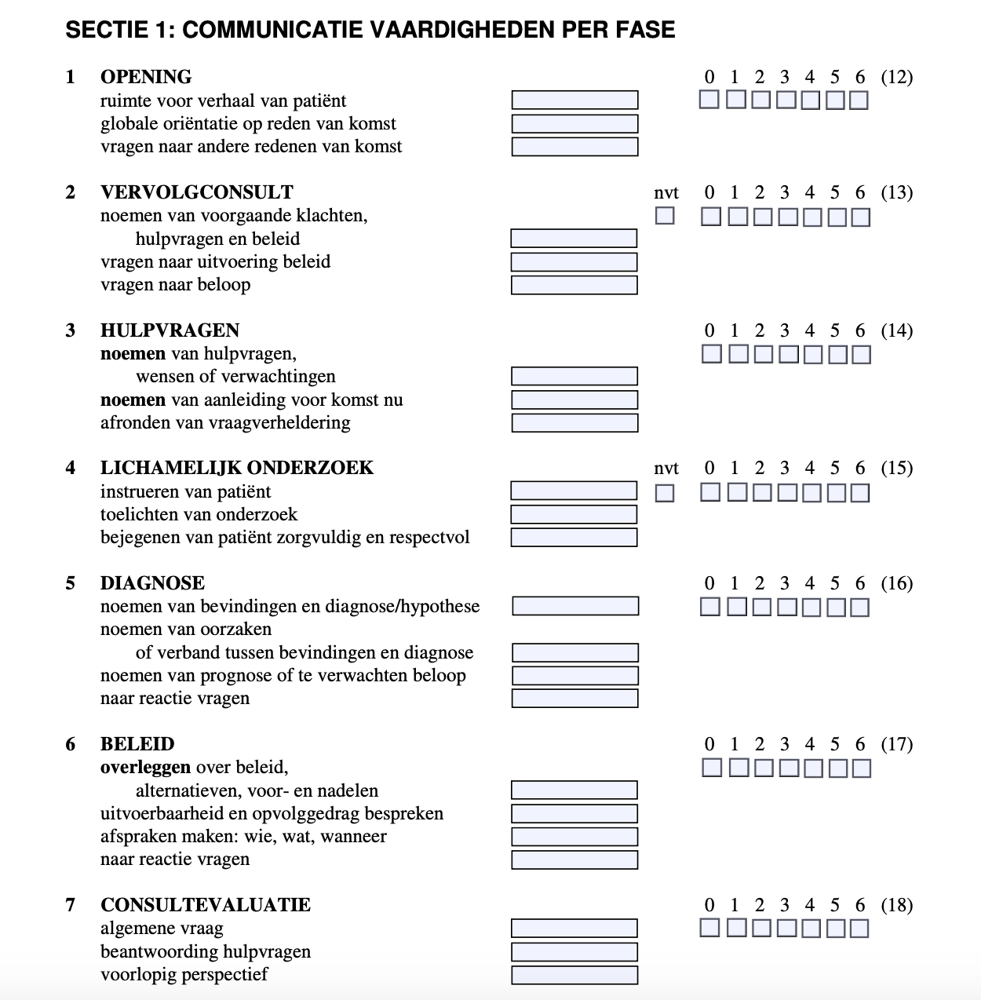 SECTIE 1: COMMUNICATIE VAARDIGHEDEN PER FASE
1 OPENING 0 1 2 3 4 5 6 (12)
ruimte voor verhaal van patiënt
globale oriëntatie op reden van komst
vragen naar andere redenen van komst
2 VERVOLGCONSULT nvt 0 1 2 3 4 5 6 (13)
noemen van voorgaande klachten,
hulpvragen en beleid
vragen naar uitvoering beleid
vragen naar beloop
3 HULPVRAGEN 0 1 2 3 4 5 6 (14)
noemen van hulpvragen,
wensen of verwachtingen
noemen van aanleiding voor komst nu
afronden van vraagverheldering
4 LICHAMELIJK ONDERZOEK nvt 0 1 2 3 4 5 6 (15)
instrueren van patiënt
toelichten van onderzoek
bejegenen van patiënt zorgvuldig en respectvol
5 DIAGNOSE 0 1 2 3 4 5 6 (16)
noemen van bevindingen en diagnose/hypothese
noemen van oorzaken
of verband tussen bevindingen en diagnose
noemen van prognose of te verwachten beloop
naar reactie vragen
6 BELEID 0 1 2 3 4 5 6 (17)
overleggen over beleid,
alternatieven, voor- en nadelen
uitvoerbaarheid en opvolggedrag bespreken
afspraken maken: wie, wat, wanneer
naar reactie vragen
7 CONSULTEVALUATIE 0 1 2 3 4 5 6 (18)
algemene vraag
beantwoording hulpvragen
voorlopig perspectief